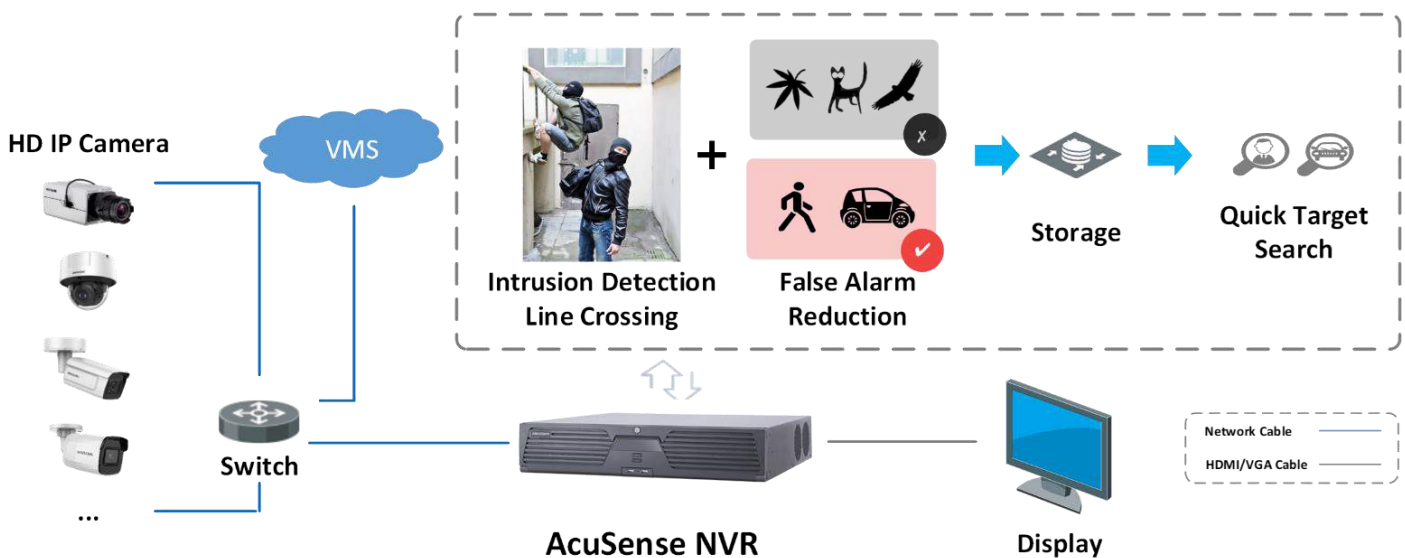 HD IP Camera
VMS
Intrusion Detection
Line Crossing
+
False Alarm
Reduction
Storage
Quick Target
Search
Switch
...
AcuSense NVR
Display
Network Cable
HDMI/VGA Cable